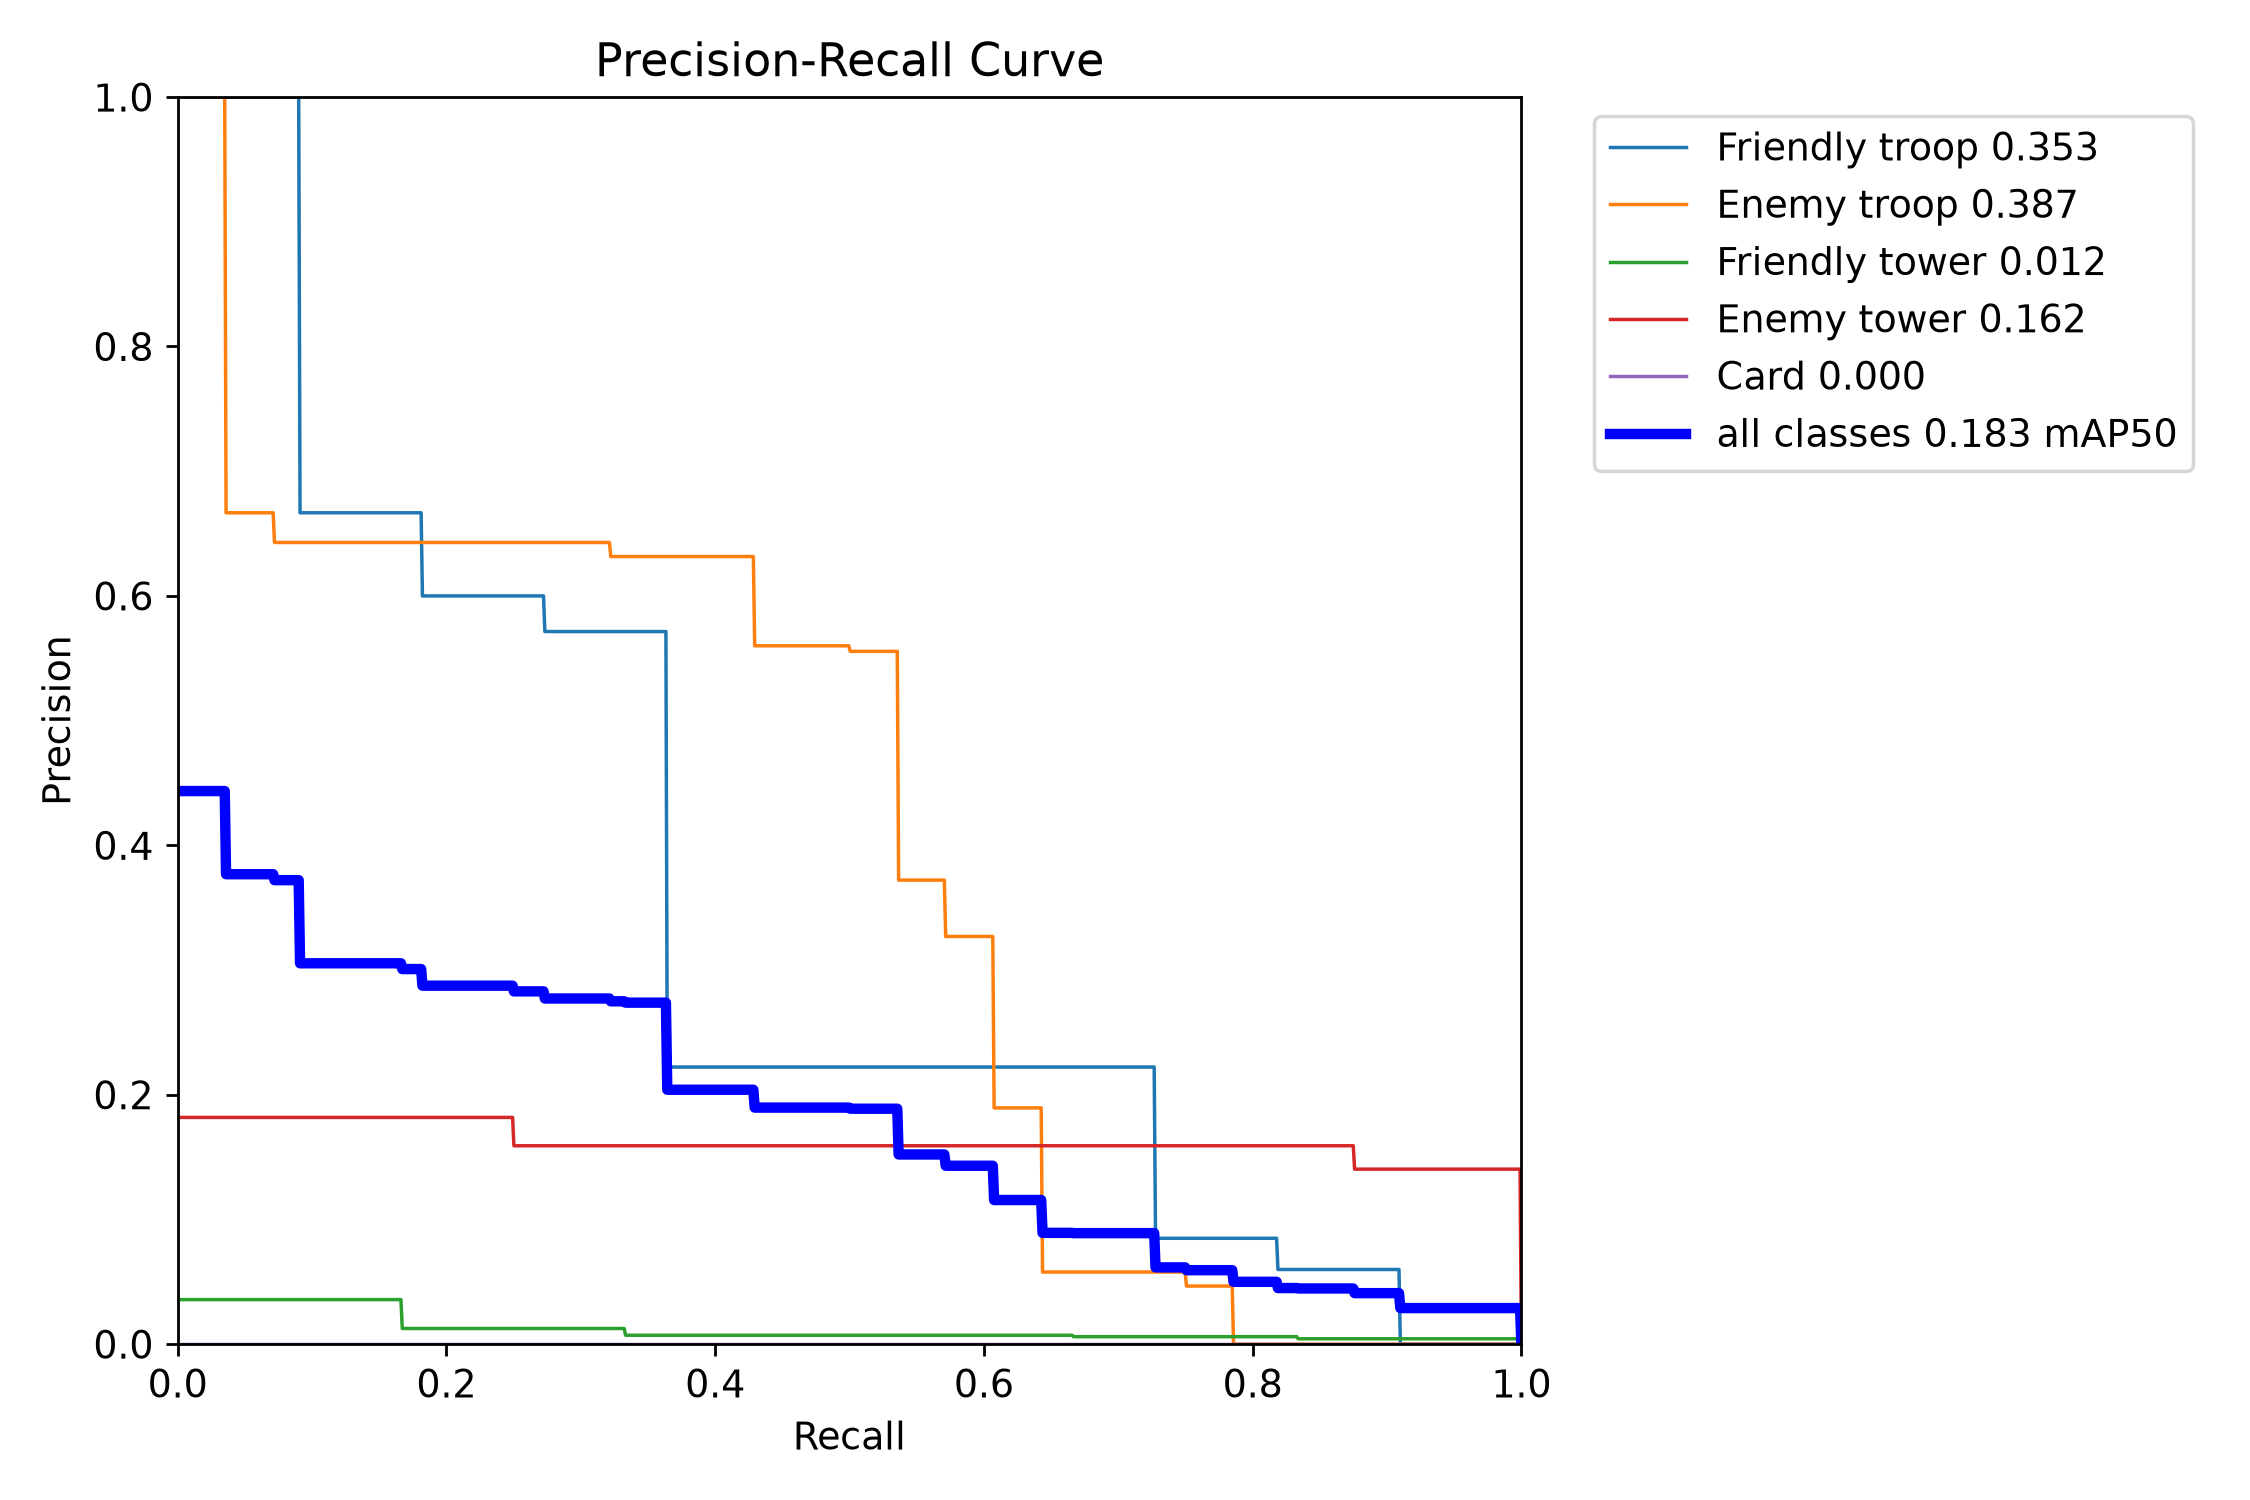 Precision-Recall Curve
1.0
0.8
0.6
0.4
0.2
0.0
Precision
0.0 0.2 0.4 0.6 0.8 1.0
Recall
Friendly troop 0.353
Enemy troop 0.387
Friendly tower 0.012
Enemy tower 0.162
Card 0.000
all classes 0.183 mAP50